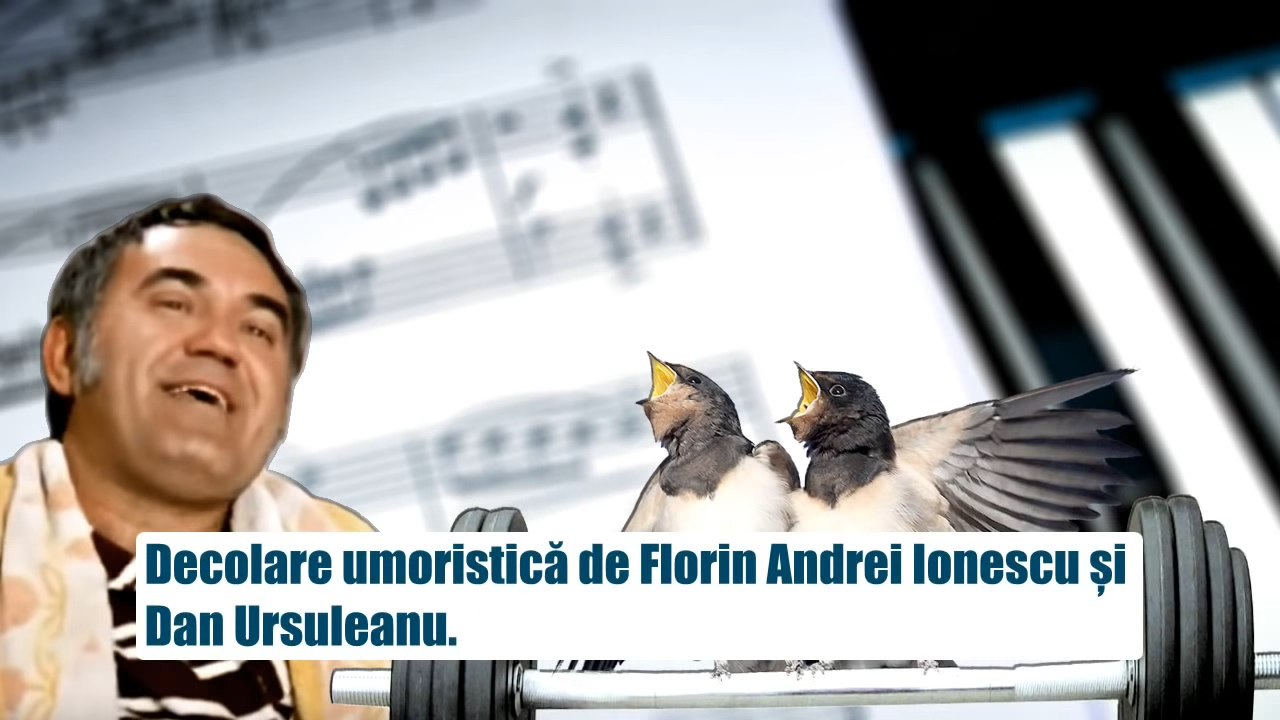 Decolare umoristică de Florin Andrei Ionescu și
Dan Ursuleanu.